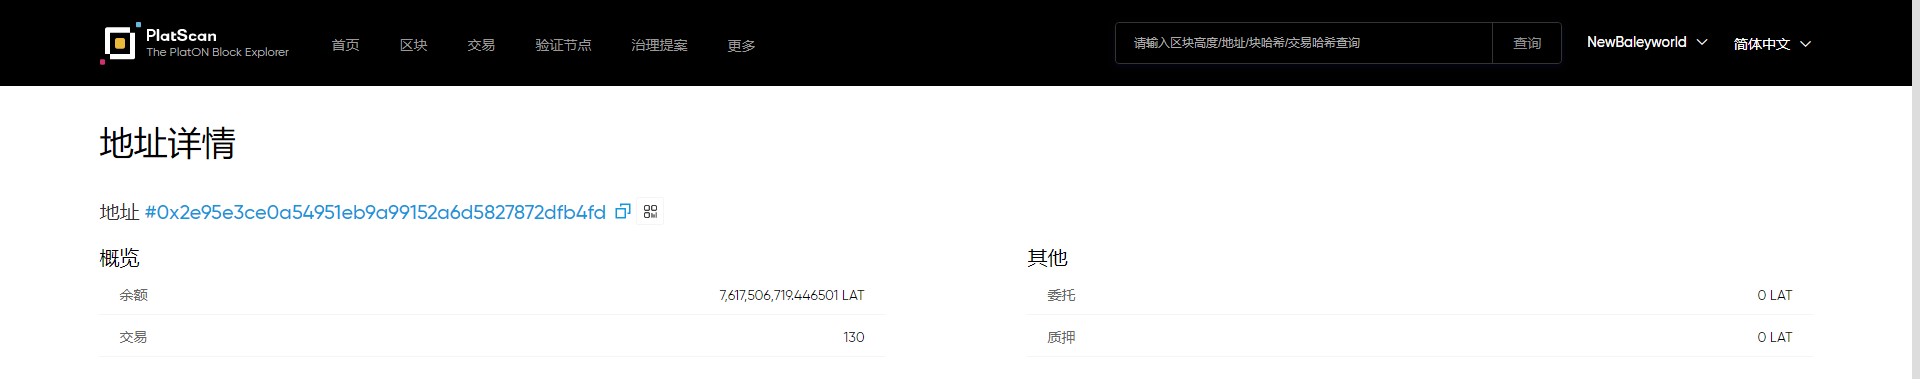 PlatScan
The PlatON Block Explorer
首页 区块 交易 验证节点 治理提案 更多
请输入区块高度/地址/块哈希/交易哈希查询 查询
NewBaleyworld 简体中文
地址详情
地址 #0x2e95e3ce0a54951eb9a99152a6d5827872dfb4fd
概览
余额 7,617,506,719.446501 LAT
交易 130
其他
委托 0 LAT
质押 0 LAT